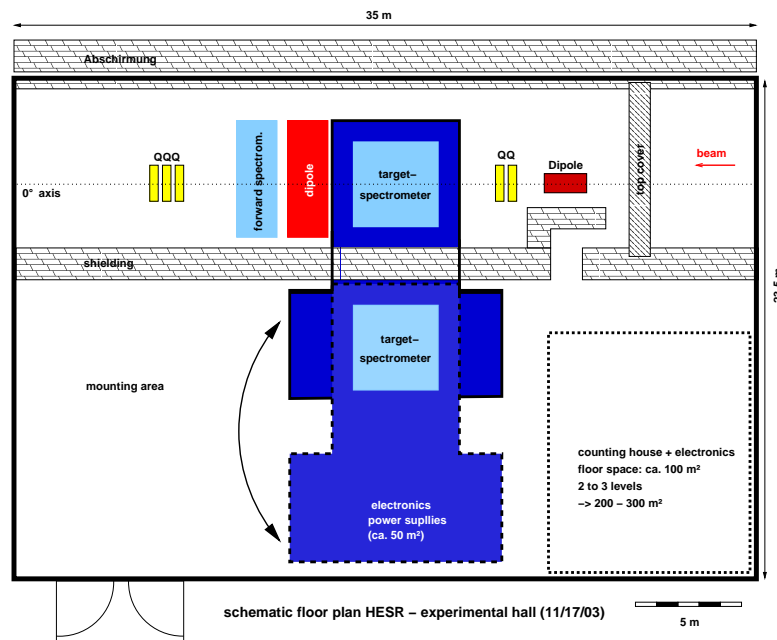 35 m
Abschirmung
QQQ
forward spectrom.
dipole
target–
spectrometer
QQ
Dipole
top cover
beam
0° axis
shielding
23,5 m
target–
spectrometer
mounting area
counting house + electronics
floor space: ca. 100 m²
2 to 3 levels
–> 200 – 300 m²
electronics
power supllies
(ca. 50 m²)
schematic floor plan HESR – experimental hall (11/17/03)
5 m